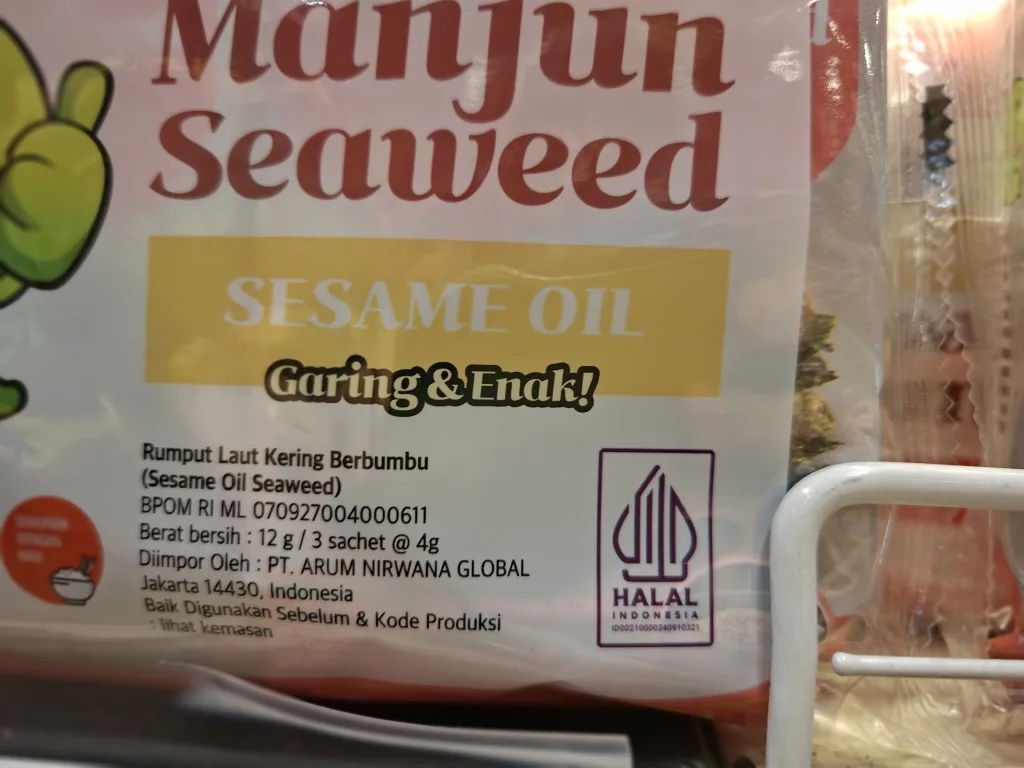 Manjun
Seaweed
SESAME OIL
Garing & Enak!
Rumput Laut Kering Berbumbu
(Sesame Oil Seaweed)
BPOM RI ML 070927004000611
Berat bersih : 12 g / 3 sachet @ 4g
Diimpor Oleh : PT. ARUM NIRWANA GLOBAL
Jakarta 14430, Indonesia
Baik Digunakan Sebelum & Kode Produksi
: lihat kemasan
HALAL
INDONESIA
ID00210000240910321